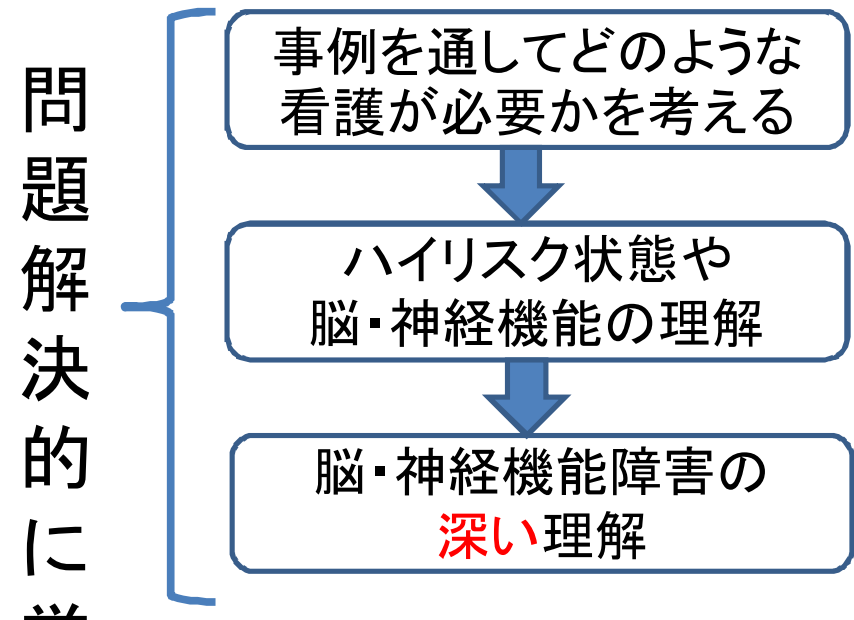 問題解決的に
事例を通してどのような
看護が必要かを考える
ハイリスク状態や
脳・神経機能の理解
脳・神経機能障害の
深い理解